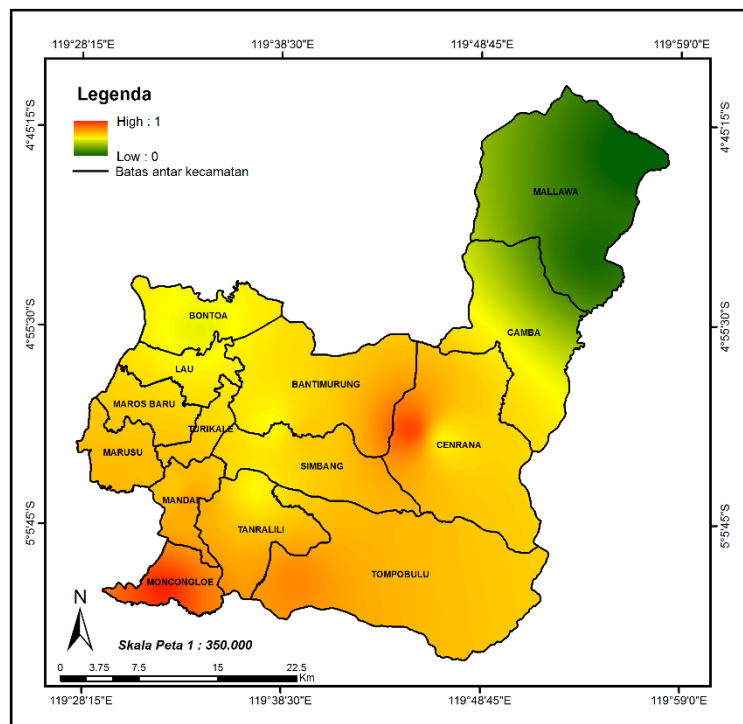 119°28'15"E 119°38'30"E 119°48'45"E 119°59'0"E
Legenda
High : 1
Low : 0
Batas antar kecamatan
4°45'15"S 4°45'15"S
MALLAWA
BONTOA
4°55'30"S 4°55'30"S
CAMBA
LAU
BANTIMURUNG
MAROS BARU
TURIKALE
CENRANA
MARUSU
SIMBANG
MANDAI
5°5'45"S 5°5'45"S
TANRALILI
TOMPOBULU
MONCONGLOE
N
Skala Peta 1 : 350.000
0 3.75 7.5 15 22.5
Km
119°28'15"E 119°38'30"E 119°48'45"E 119°59'0"E